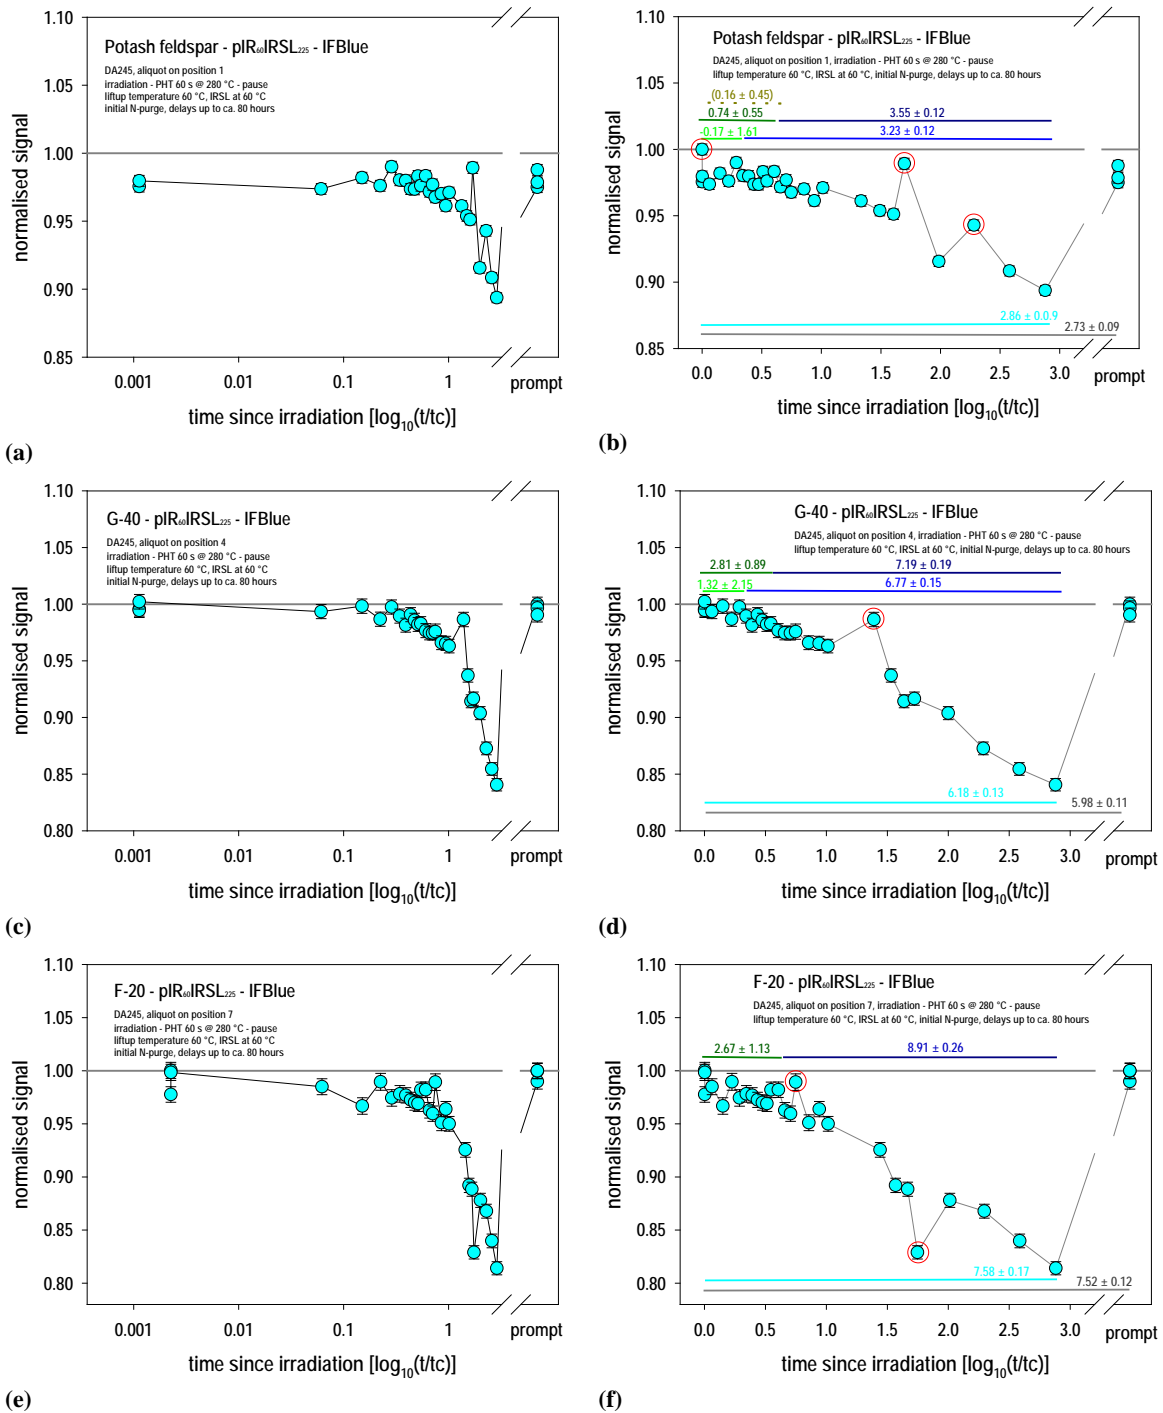 1.10
1.05
1.00
0.95
0.90
0.85
normalised signal
Potash feldspar - pIR₆₀IRSL₂₂₅ - IFBlue
DA245, aliquot on position 1
irradiation - PHT 60 s @ 280 °C - pause
liftup temperature 60 °C, IRSL at 60 °C
initial N-purge, delays up to ca. 80 hours
0.001 0.01 0.1 1 prompt
time since irradiation [log₁₀(t/tc)]
(a)
1.10
1.05
1.00
0.95
0.90
0.85
normalised signal
Potash feldspar - pIR₆₀IRSL₂₂₅ - IFBlue
DA245, aliquot on position 1, irradiation - PHT 60 s @ 280 °C - pause
liftup temperature 60 °C, IRSL at 60 °C, initial N-purge, delays up to ca. 80 hours
(0.16 ± 0.45)
0.74 ± 0.55 3.55 ± 0.12
-0.17 ± 1.61 3.23 ± 0.12
2.86 ± 0.0.9
2.73 ± 0.09
0.0 0.5 1.0 1.5 2.0 2.5 3.0 prompt
time since irradiation [log₁₀(t/tc)]
(b)
1.10
1.05
1.00
0.95
0.90
0.85
0.80
normalised signal
G-40 - pIR₆₀IRSL₂₂₅ - IFBlue
DA245, aliquot on position 4
irradiation - PHT 60 s @ 280 °C - pause
liftup temperature 60 °C, IRSL at 60 °C
initial N-purge, delays up to ca. 80 hours
0.001 0.01 0.1 1 prompt
time since irradiation [log₁₀(t/tc)]
(c)
1.10
1.05
1.00
0.95
0.90
0.85
0.80
normalised signal
G-40 - pIR₆₀IRSL₂₂₅ - IFBlue
DA245, aliquot on position 4, irradiation - PHT 60 s @ 280 °C - pause
liftup temperature 60 °C, IRSL at 60 °C, initial N-purge, delays up to ca. 80 hours
2.81 ± 0.89 7.19 ± 0.19
1.32 ± 2.15 6.77 ± 0.15
6.18 ± 0.13
5.98 ± 0.11
0.0 0.5 1.0 1.5 2.0 2.5 3.0 prompt
time since irradiation [log₁₀(t/tc)]
(d)
1.10
1.05
1.00
0.95
0.90
0.85
0.80
normalised signal
F-20 - pIR₆₀IRSL₂₂₅ - IFBlue
DA245, aliquot on position 7
irradiation - PHT 60 s @ 280 °C - pause
liftup temperature 60 °C, IRSL at 60 °C
initial N-purge, delays up to ca. 80 hours
0.001 0.01 0.1 1 prompt
time since irradiation [log₁₀(t/tc)]
(e)
1.10
1.05
1.00
0.95
0.90
0.85
0.80
normalised signal
F-20 - pIR₆₀IRSL₂₂₅ - IFBlue
DA245, aliquot on position 7, irradiation - PHT 60 s @ 280 °C - pause
liftup temperature 60 °C, IRSL at 60 °C, initial N-purge, delays up to ca. 80 hours
2.67 ± 1.13 8.91 ± 0.26
7.58 ± 0.17
7.52 ± 0.12
0.0 0.5 1.0 1.5 2.0 2.5 3.0 prompt
time since irradiation [log₁₀(t/tc)]
(f)